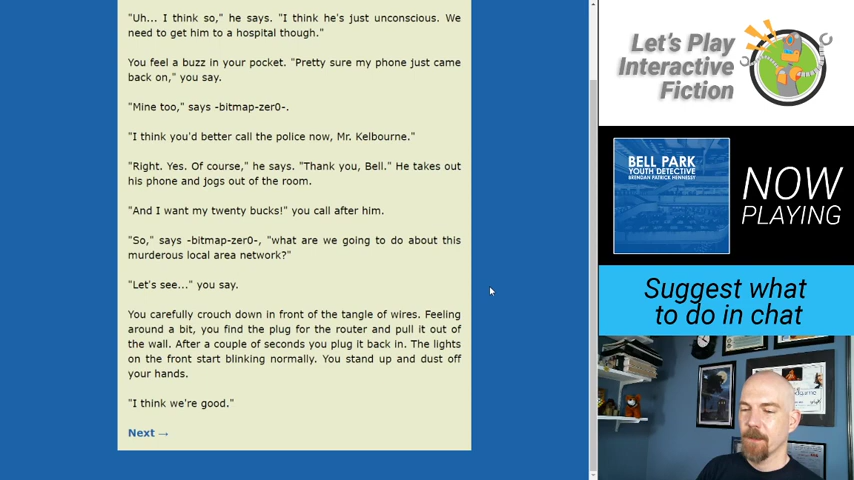 "Uh... I think so," he says. "I think he's just unconscious. We
need to get him to a hospital though."
You feel a buzz in your pocket. "Pretty sure my phone just came
back on," you say.
"Mine too," says -bitmap-zer0-.
"I think you'd better call the police now, Mr. Kelbourne."
"Right. Yes. Of course," he says. "Thank you, Bell." He takes out
his phone and jogs out of the room.
"And I want my twenty bucks!" you call after him.
"So," says -bitmap-zer0-, "what are we going to do about this
murderous local area network?"
"Let's see..." you say.
You carefully crouch down in front of the tangle of wires. Feeling
around a bit, you find the plug for the router and pull it out of
the wall. After a couple of seconds you plug it back in. The lights
on the front start blinking normally. You stand up and dust off
your hands.
"I think we're good."
Next →
Let's Play
Interactive
Fiction
BELL PARK
YOUTH DETECTIVE
BRENDAN PATRICK HENNESSY
NOW
PLAYING
Suggest what
to do in chat